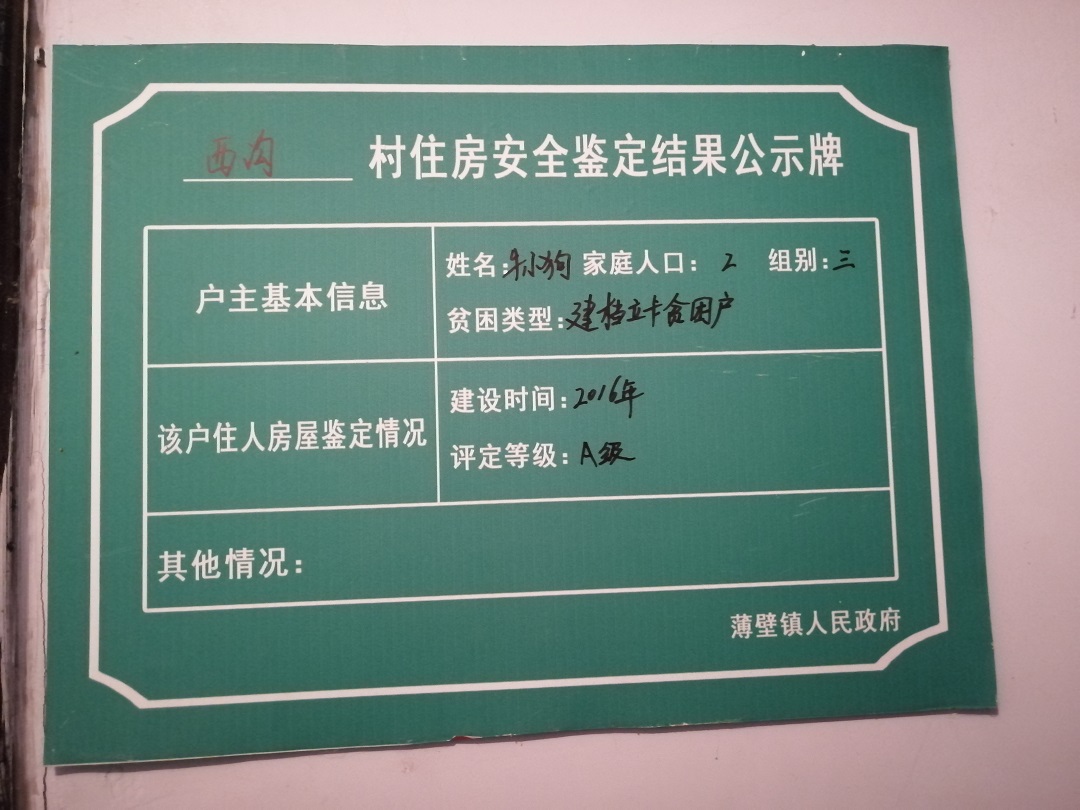 西沟 村住房安全鉴定结果公示牌
户主基本信息
姓名:朱小狗 家庭人口: 2 组别:三
贫困类型:建档立卡贫困户
该户住人房屋鉴定情况
建设时间:2016年
评定等级:A级
其他情况:
薄壁镇人民政府